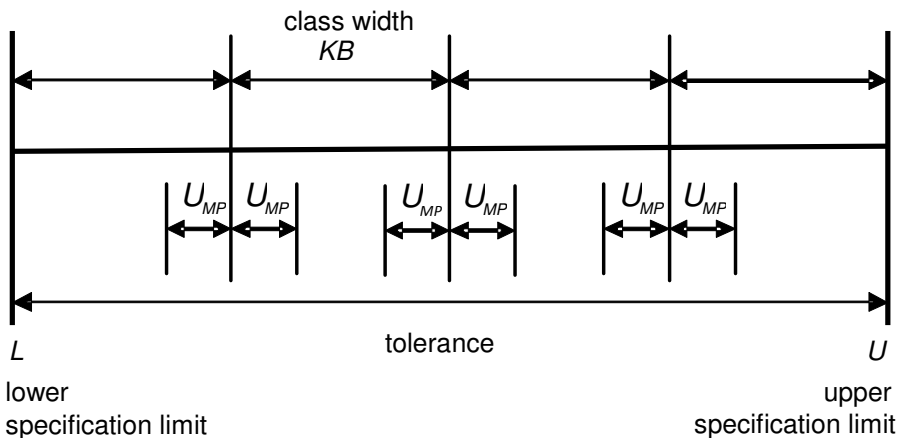 class width
KB
U_MP U_MP U_MP U_MP U_MP U_MP
tolerance
L U
lower upper
specification limit specification limit